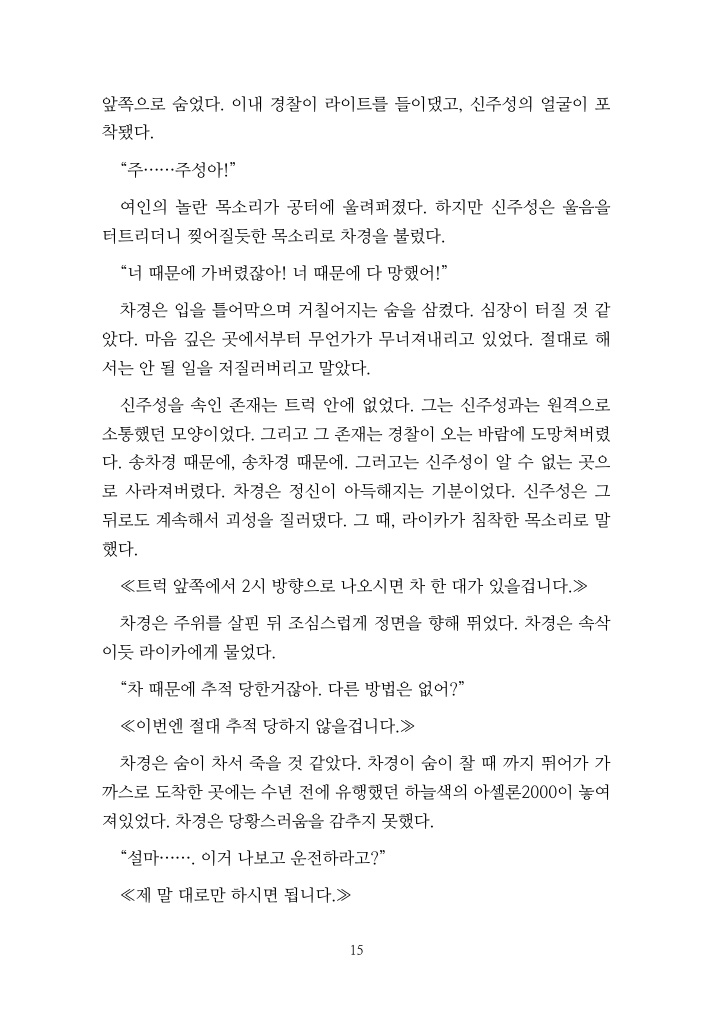 앞쪽으로 숨었다. 이내 경찰이 라이트를 들이댔고, 신주성의 얼굴이 포
착됐다.
“주……주성아!”
여인의 놀란 목소리가 공터에 울려퍼졌다. 하지만 신주성은 울음을
터트리더니 찢어질듯한 목소리로 차경을 불렀다.
“너 때문에 가버렸잖아! 너 때문에 다 망했어!”
차경은 입을 틀어막으며 거칠어지는 숨을 삼켰다. 심장이 터질 것 같
았다. 마음 깊은 곳에서부터 무언가가 무너져내리고 있었다. 절대로 해
서는 안 될 일을 저질러버리고 말았다.
신주성을 속인 존재는 트럭 안에 없었다. 그는 신주성과는 원격으로
소통했던 모양이었다. 그리고 그 존재는 경찰이 오는 바람에 도망쳐버렸
다. 송차경 때문에, 송차경 때문에. 그러고는 신주성이 알 수 없는 곳으
로 사라져버렸다. 차경은 정신이 아득해지는 기분이었다. 신주성은 그
뒤로도 계속해서 괴성을 질러댔다. 그 때, 라이카가 침착한 목소리로 말
했다.
≪트럭 앞쪽에서 2시 방향으로 나오시면 차 한 대가 있을겁니다.≫
차경은 주위를 살핀 뒤 조심스럽게 정면을 향해 뛰었다. 차경은 속삭
이듯 라이카에게 물었다.
“차 때문에 추적 당한거잖아. 다른 방법은 없어?”
≪이번엔 절대 추적 당하지 않을겁니다.≫
차경은 숨이 차서 죽을 것 같았다. 차경이 숨이 찰 때 까지 뛰어가 가
까스로 도착한 곳에는 수년 전에 유행했던 하늘색의 아셀론2000이 놓여
져있었다. 차경은 당황스러움을 감추지 못했다.
“설마……. 이거 나보고 운전하라고?”
≪제 말 대로만 하시면 됩니다.≫
15